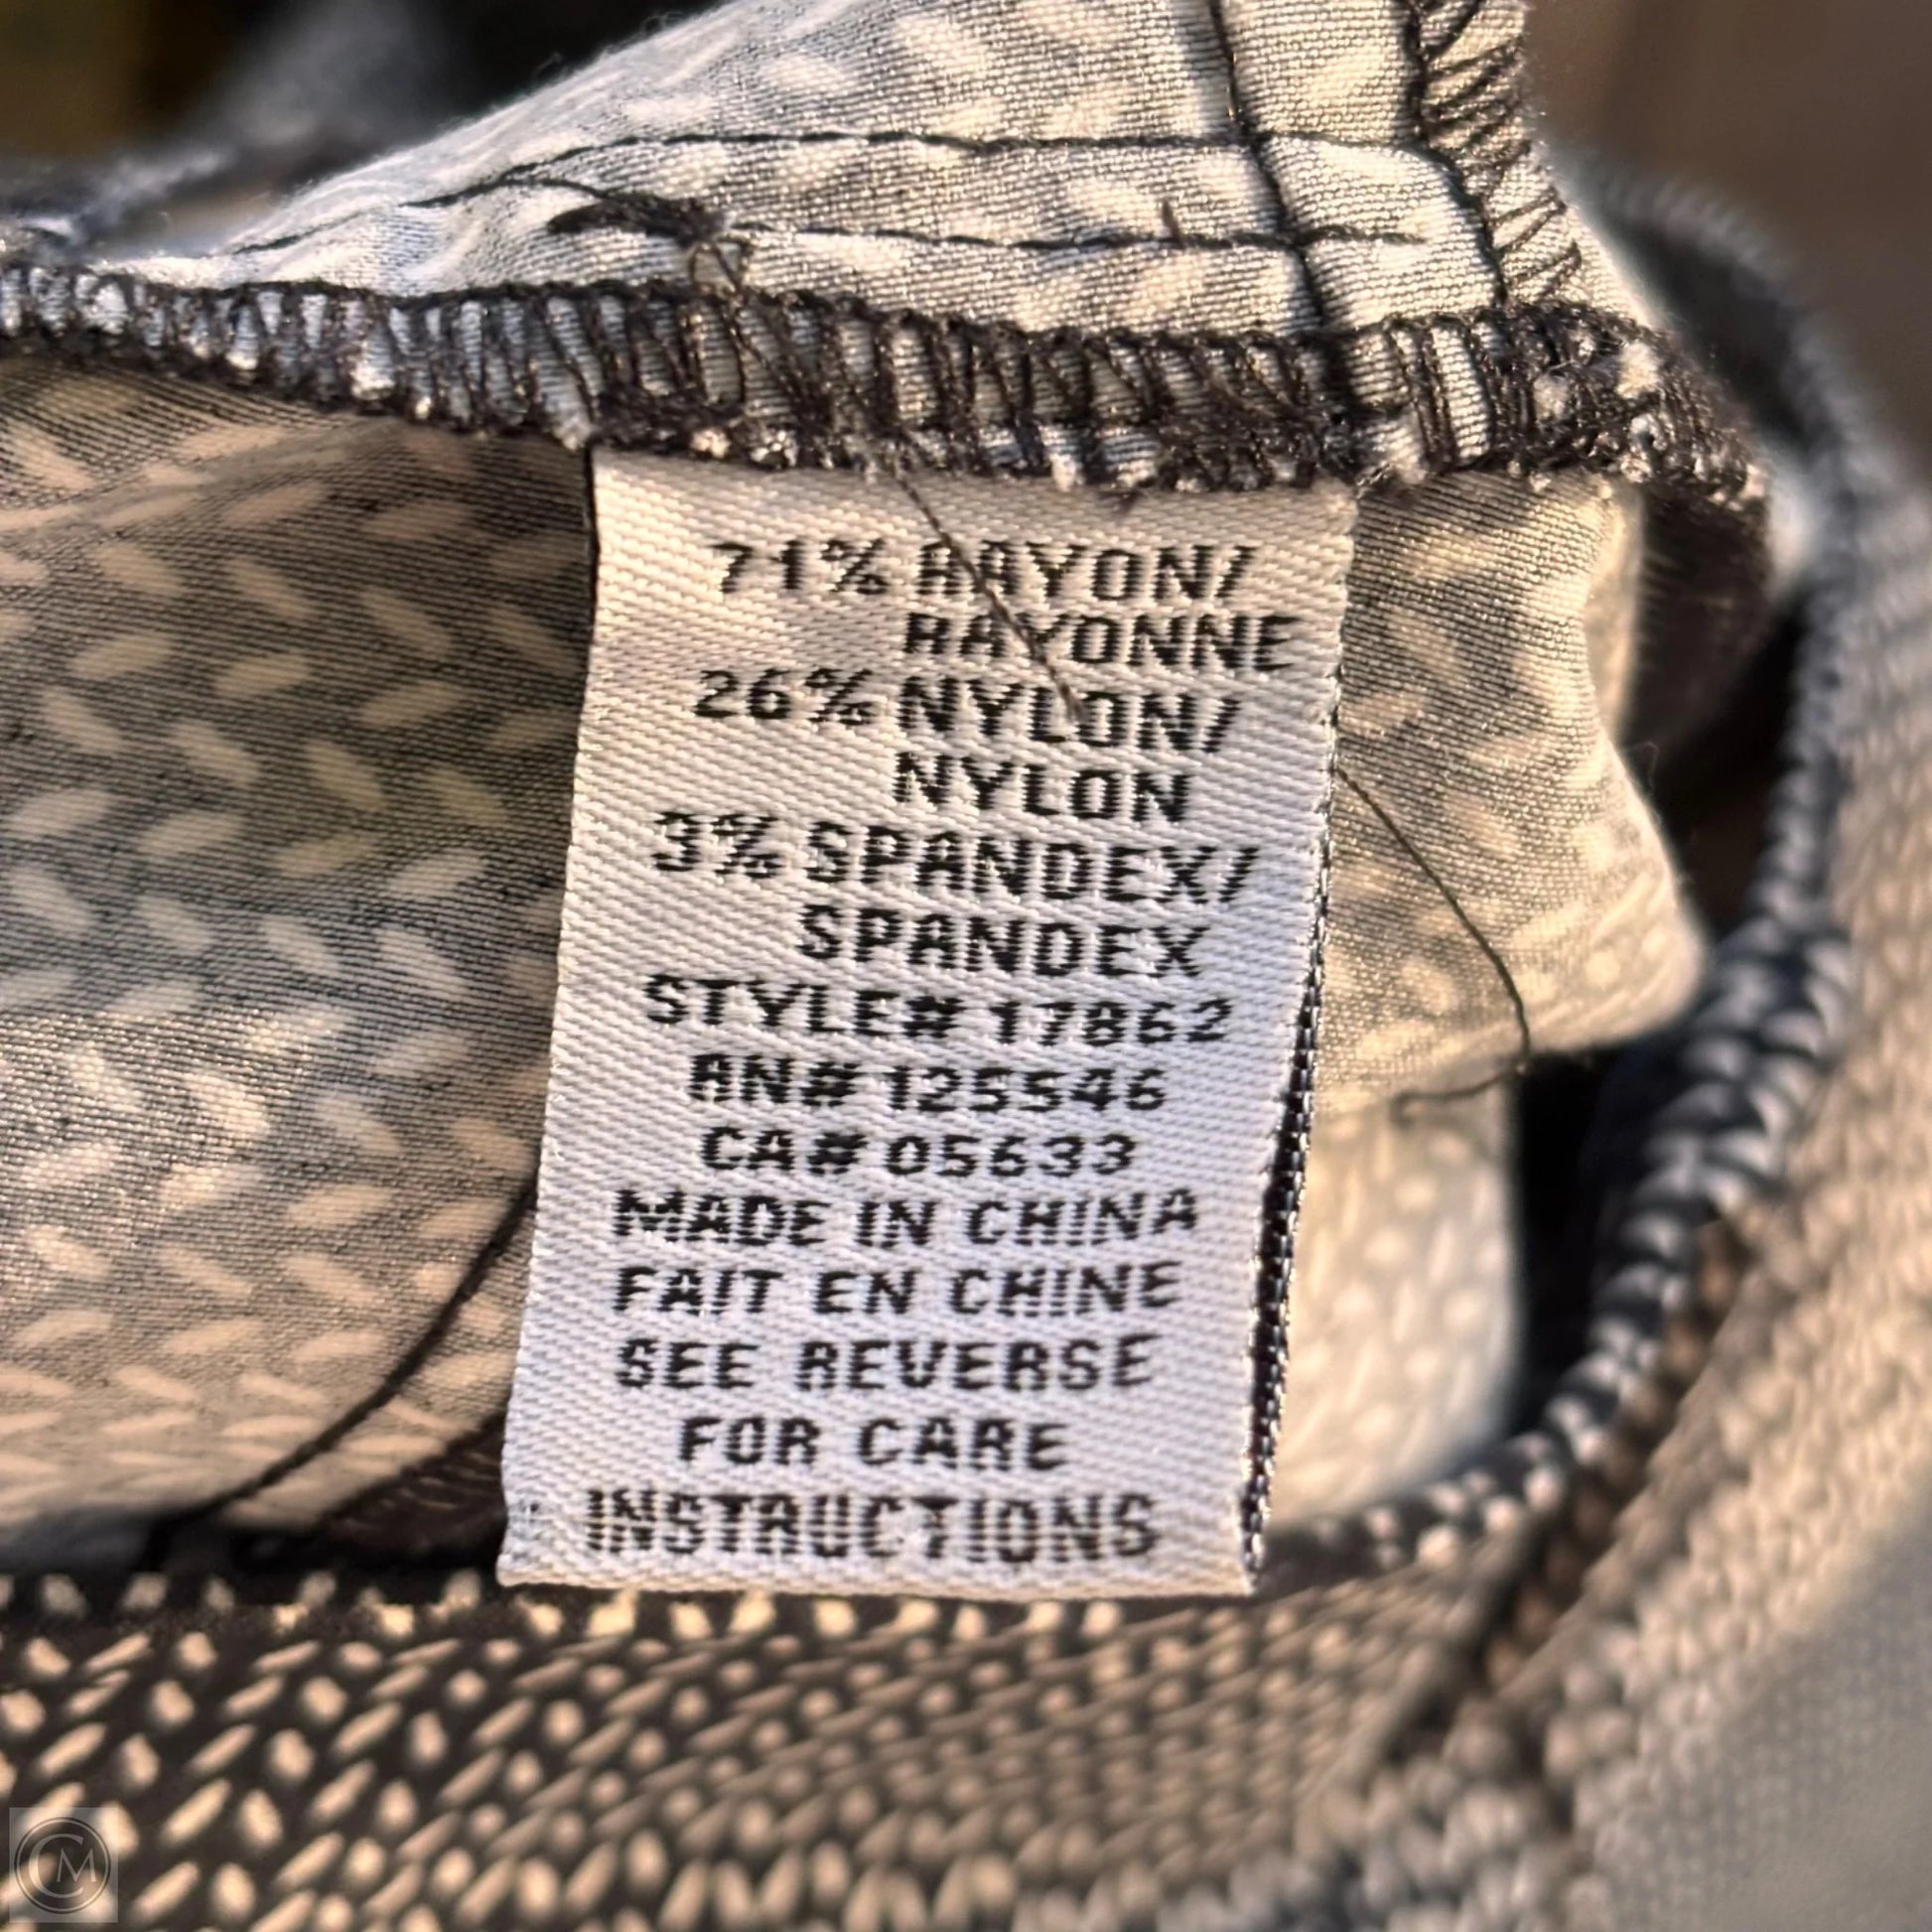 71% RAYON/
RAYONNE
26% NYLON/
NYLON
3% SPANDEX/
SPANDEX
STYLE# 17862
RN# 125546
CA# 05633
MADE IN CHINA
FAIT EN CHINE
SEE REVERSE
FOR CARE
INSTRUCTIONS
CM